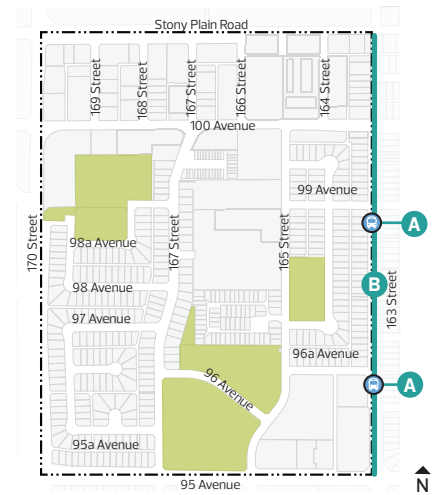 Stony Plain Road
169 Street
168 Street
167 Street
166 Street
164 Street
100 Avenue
99 Avenue
A
170 Street
98a Avenue
167 Street
165 Street
98 Avenue
B
163 Street
97 Avenue
96a Avenue
96 Avenue
A
95a Avenue
95 Avenue
N